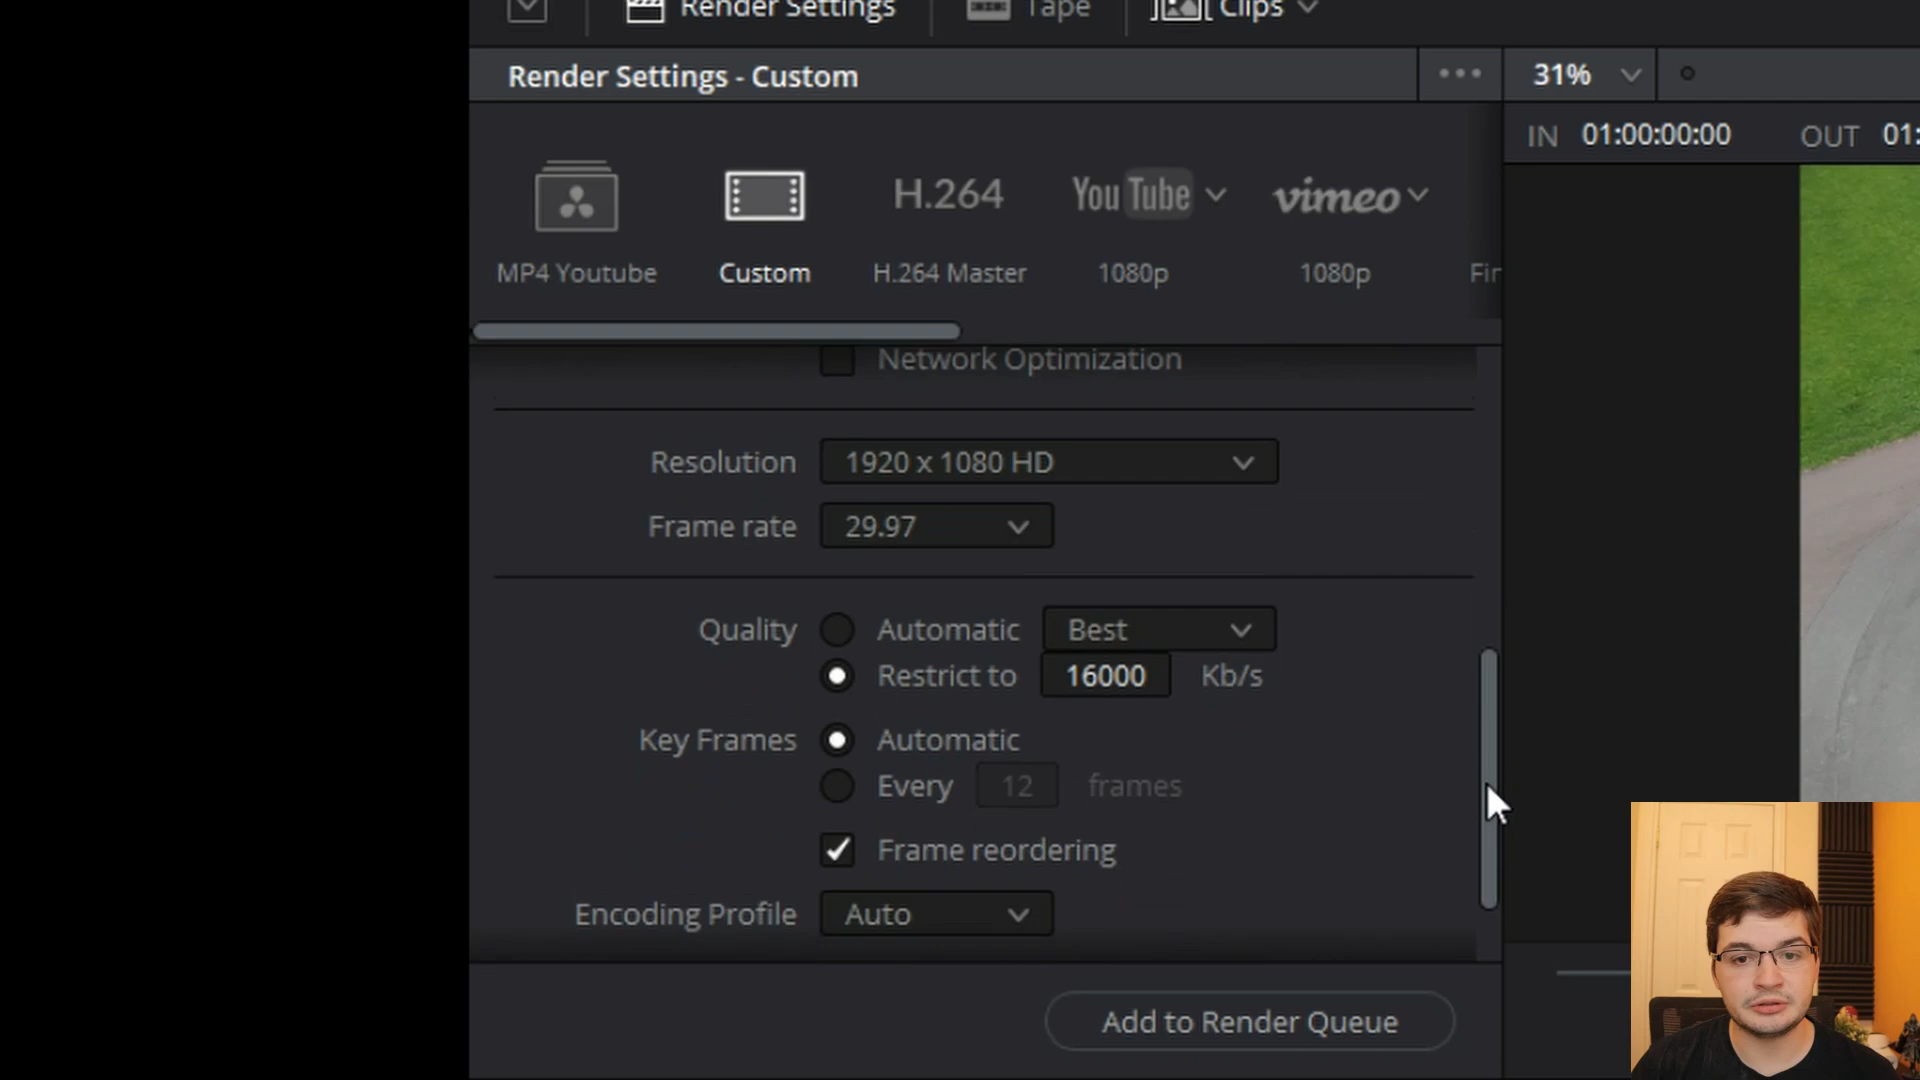 Render Settings
Tape
Clips
Render Settings - Custom
31%
IN 01:00:00:00 OUT 01:
H.264
YouTube
vimeo
MP4 Youtube
Custom
H.264 Master
1080p
1080p
Fin
Network Optimization
Resolution 1920 x 1080 HD
Frame rate 29.97
Quality Automatic Best
Restrict to 16000 Kb/s
Key Frames Automatic
Every 12 frames
Frame reordering
Encoding Profile Auto
Add to Render Queue